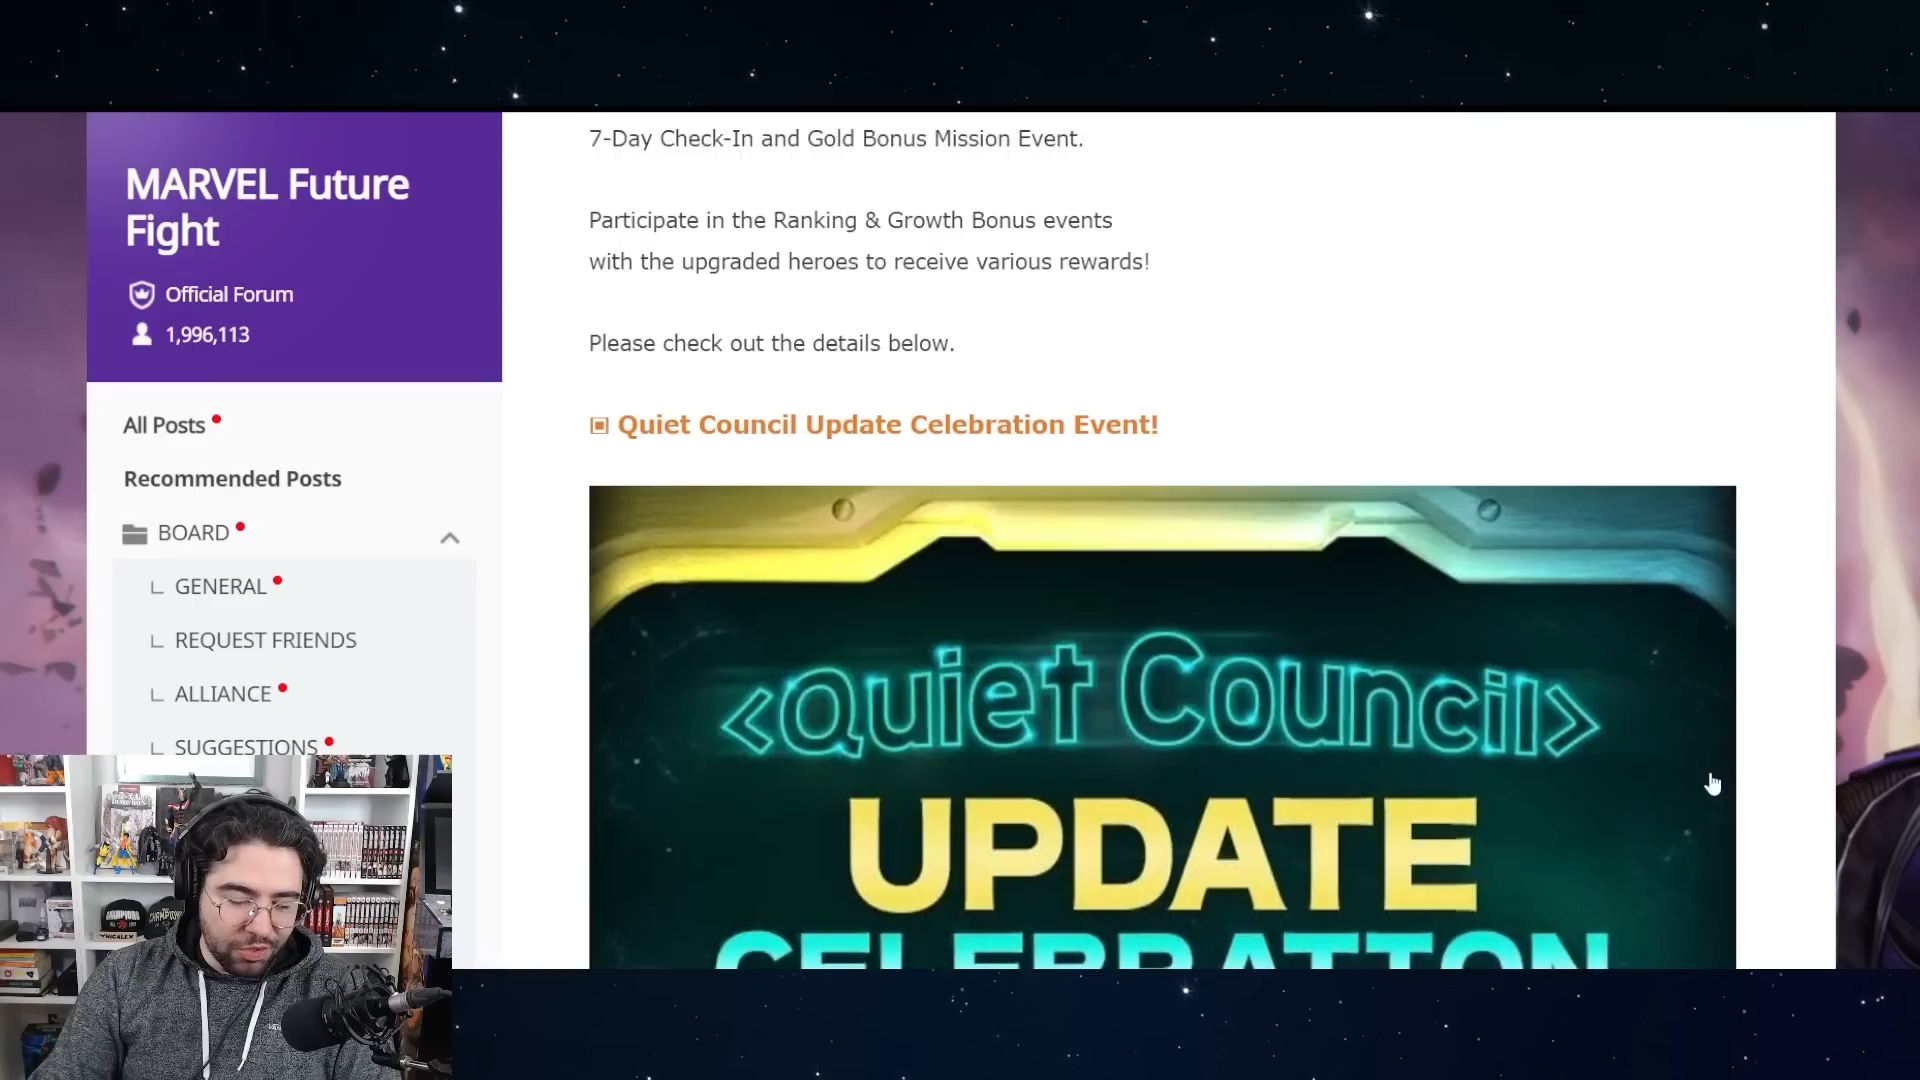 MARVEL Future
Fight
Official Forum
1,996,113
All Posts
Recommended Posts
BOARD
GENERAL
REQUEST FRIENDS
ALLIANCE
SUGGESTIONS
7-Day Check-In and Gold Bonus Mission Event.
Participate in the Ranking & Growth Bonus events
with the upgraded heroes to receive various rewards!
Please check out the details below.
Quiet Council Update Celebration Event!
<Quiet Council>
UPDATE
CELEBRATION